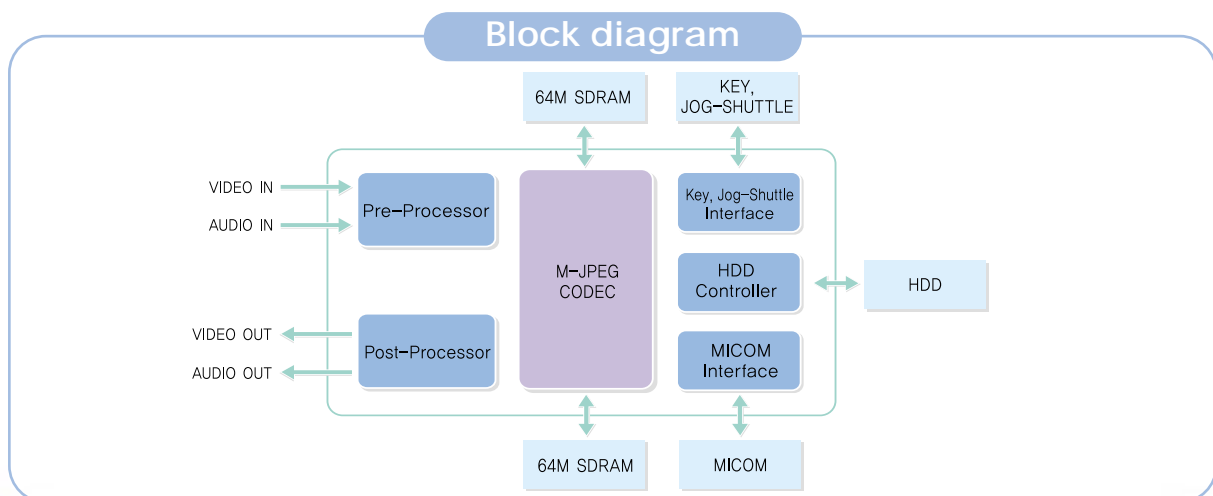 Block diagram
64M SDRAM
KEY,
JOG-SHUTTLE
VIDEO IN
AUDIO IN
Pre-Processor
M-JPEG
CODEC
Key, Jog-Shuttle
Interface
HDD
Controller
HDD
VIDEO OUT
AUDIO OUT
Post-Processor
MICOM
Interface
64M SDRAM
MICOM